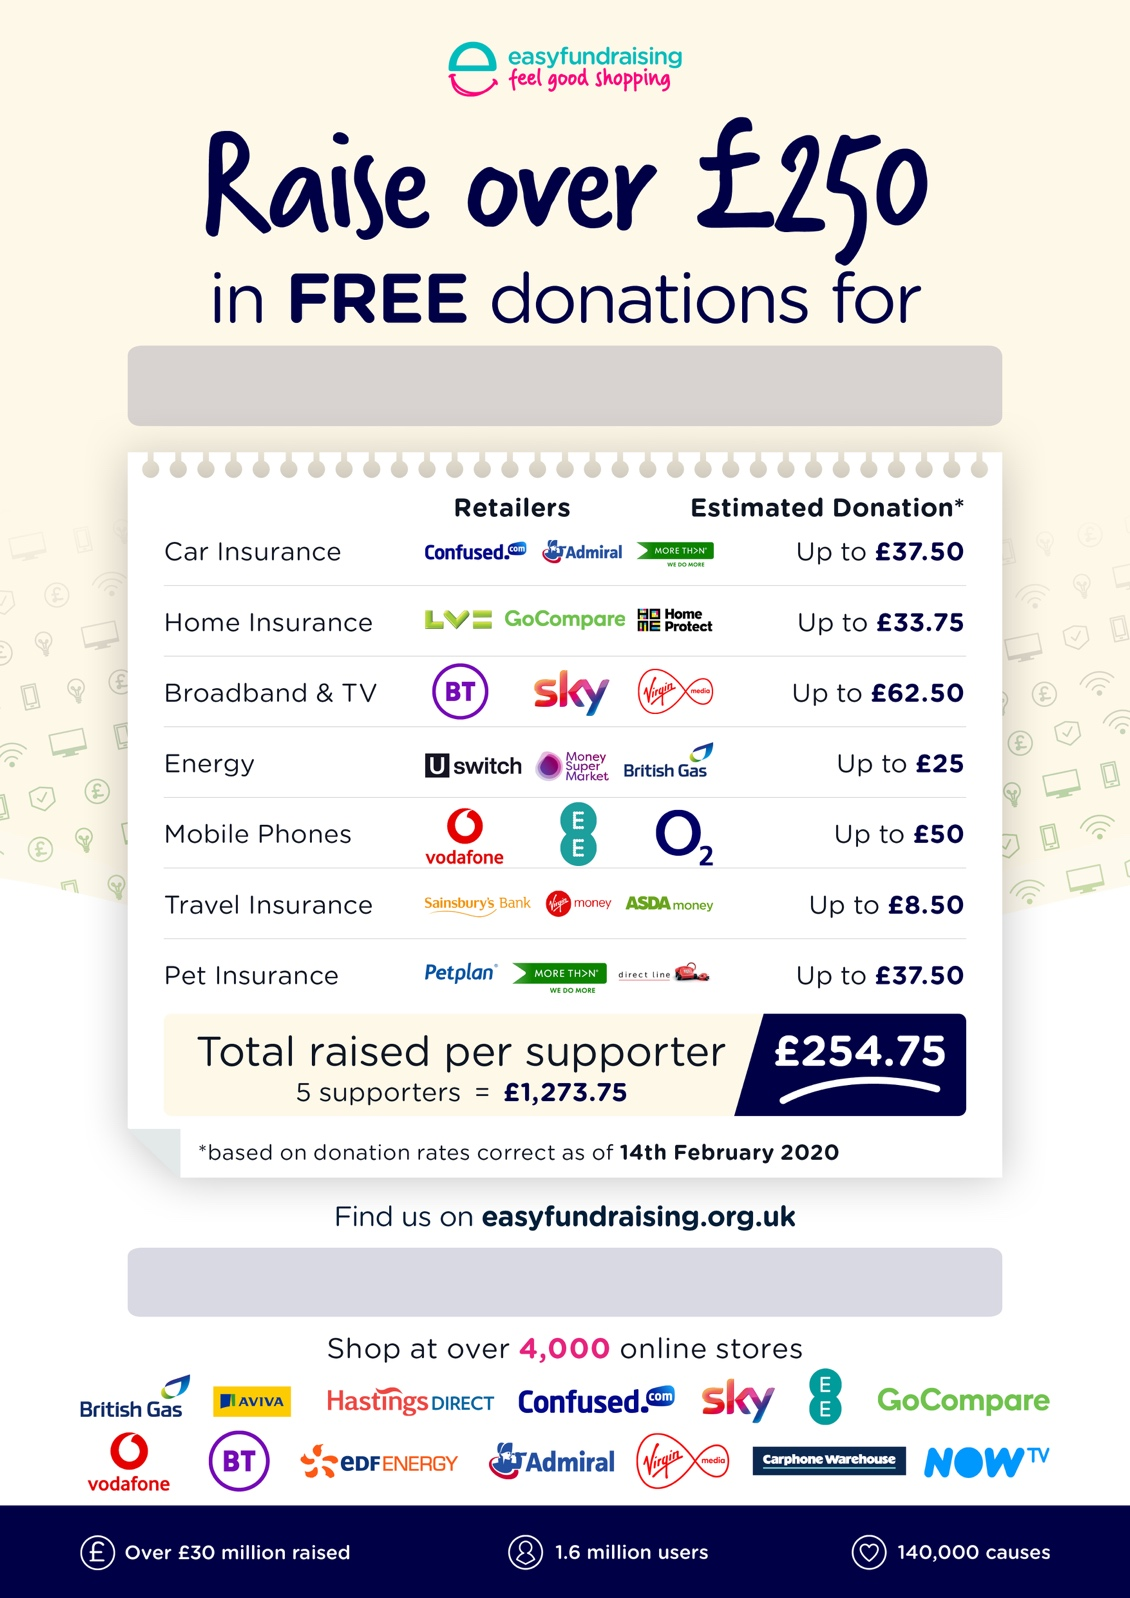 easyfundraising
feel good shopping
Raise over £250
in FREE donations for
Retailers Estimated Donation*
Car Insurance Confused.com Admiral MORE TH>N® WE DO MORE Up to £37.50
Home Insurance LV= GoCompare HOME Home Protect Up to £33.75
Broadband & TV BT sky Virgin media Up to £62.50
Energy Uswitch Money Super Market British Gas Up to £25
Mobile Phones vodafone EE O2 Up to £50
Travel Insurance Sainsbury's Bank Virgin money ASDA money Up to £8.50
Pet Insurance Petplan® MORE TH>N® WE DO MORE direct line Up to £37.50
Total raised per supporter £254.75
5 supporters = £1,273.75
*based on donation rates correct as of 14th February 2020
Find us on easyfundraising.org.uk
Shop at over 4,000 online stores
British Gas AVIVA Hastings DIRECT Confused.com sky EE GoCompare
vodafone BT eDF ENERGY Admiral Virgin media Carphone Warehouse NOW TV
£ Over £30 million raised 1.6 million users 140,000 causes